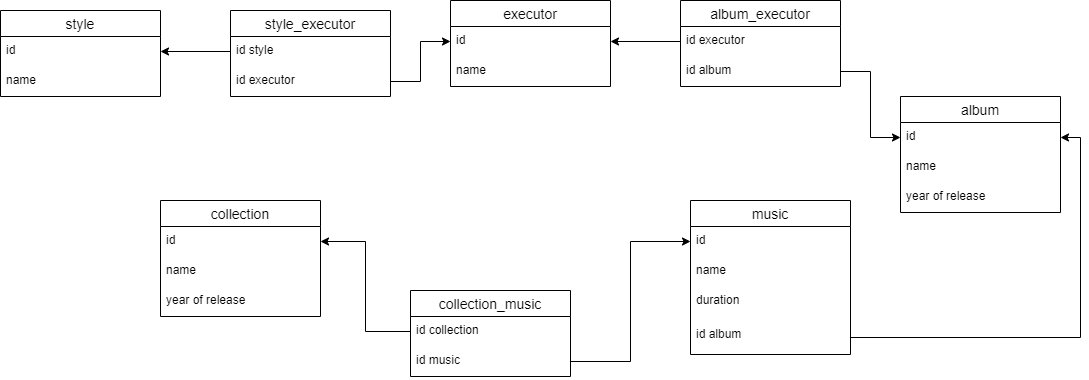 style
id
name
style_executor
id style
id executor
executor
id
name
album_executor
id executor
id album
album
id
name
year of release
collection
id
name
year of release
collection_music
id collection
id music
music
id
name
duration
id album